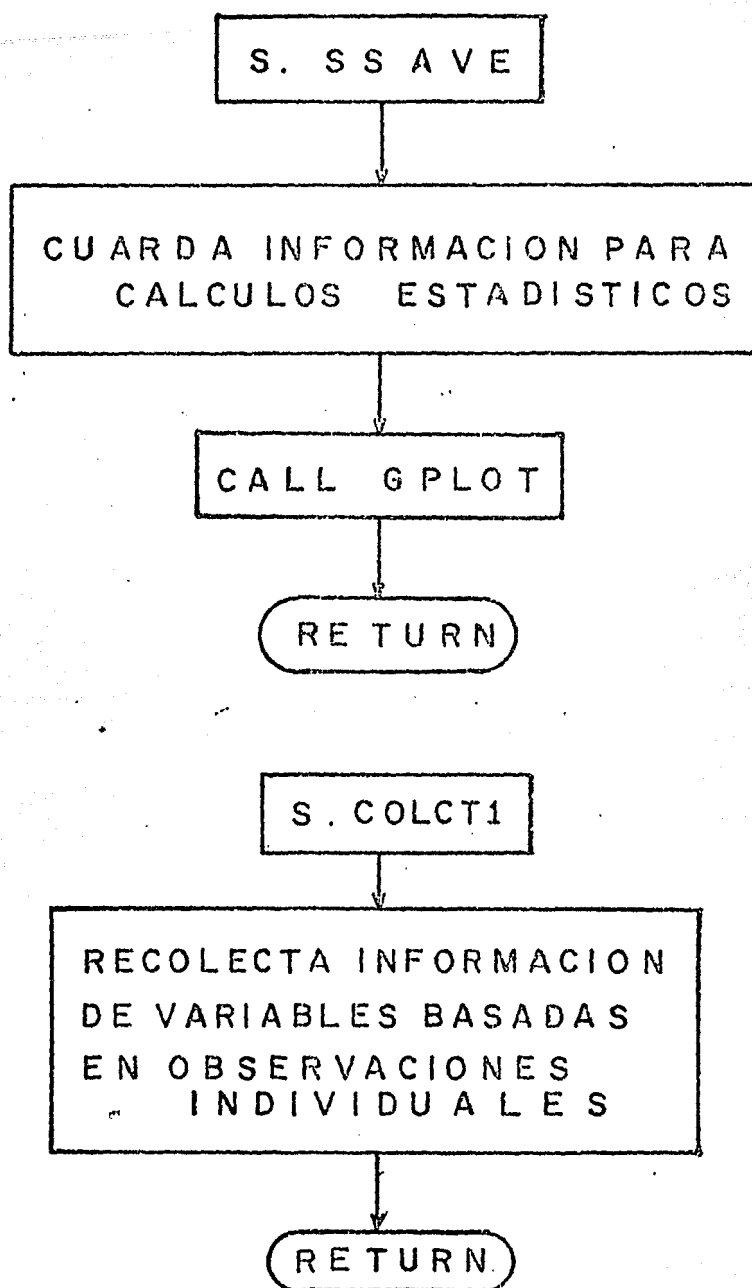 S. SSAVE
CUARDA INFORMACION PARA
CALCULOS ESTADISTICOS
CALL GPLOT
RETURN
S. COLCT1
RECOLECTA INFORMACION
DE VARIABLES BASADAS
EN OBSERVACIONES
INDIVIDUALES
RETURN